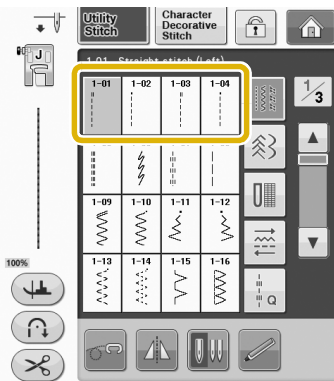 Utility
Stitch
Character
Decorative
Stitch
J
1-01 Straight stitch (Left)
1/3
1-01 1-02 1-03 1-04
1-09 1-10 1-11 1-12
1-13 1-14 1-15 1-16
100%
Q